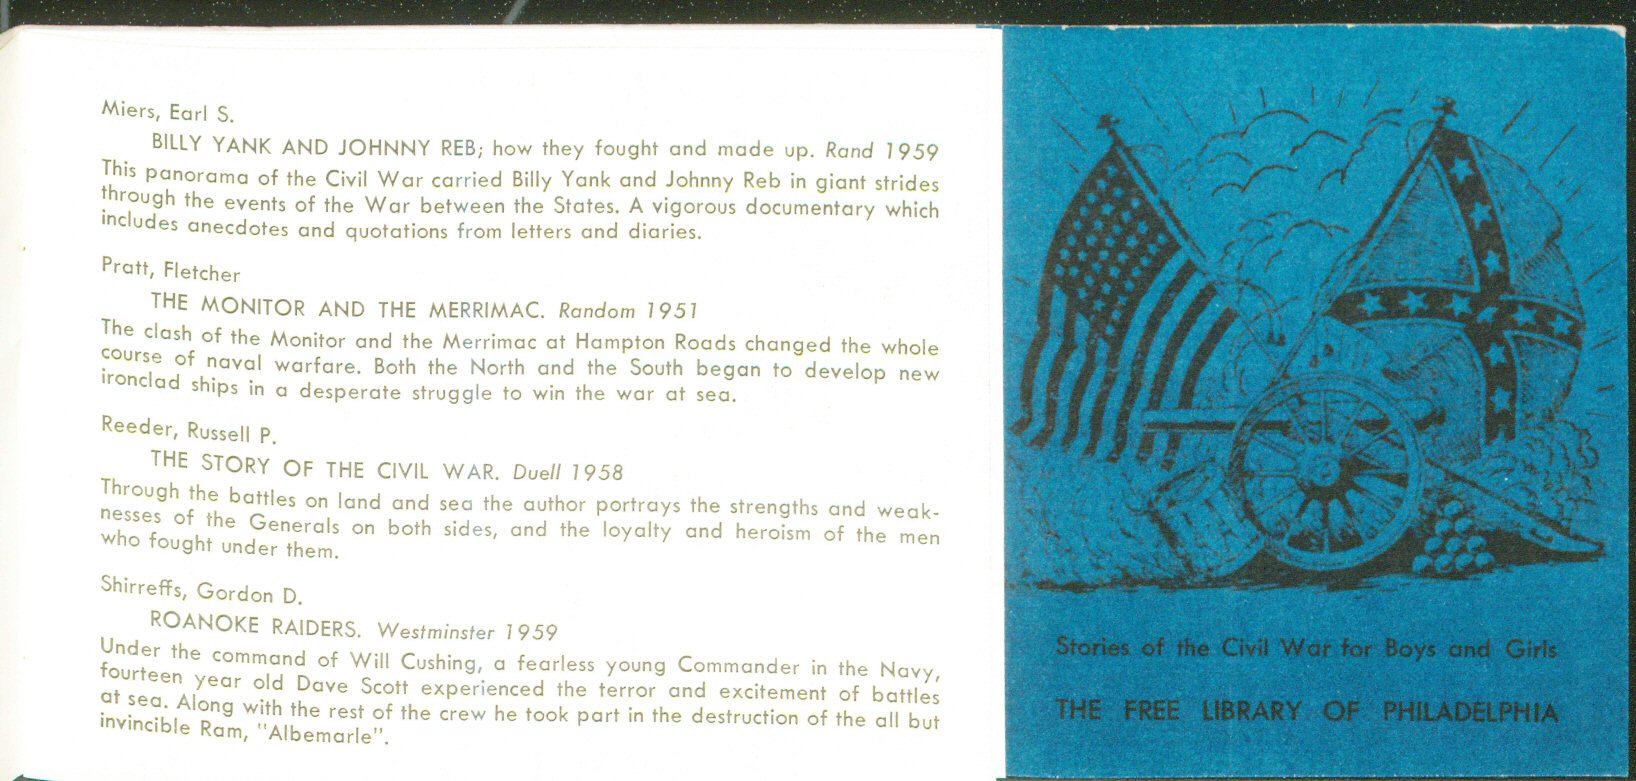 Miers, Earl S.
BILLY YANK AND JOHNNY REB; how they fought and made up. Rand 1959
This panorama of the Civil War carried Billy Yank and Johnny Reb in giant strides
through the events of the War between the States. A vigorous documentary which
includes anecdotes and quotations from letters and diaries.
Pratt, Fletcher
THE MONITOR AND THE MERRIMAC. Random 1951
The clash of the Monitor and the Merrimac at Hampton Roads changed the whole
course of naval warfare. Both the North and the South began to develop new
ironclad ships in a desperate struggle to win the war at sea.
Reeder, Russell P.
THE STORY OF THE CIVIL WAR. Duell 1958
Through the battles on land and sea the author portrays the strengths and weak-
nesses of the Generals on both sides, and the loyalty and heroism of the men
who fought under them.
Shirreffs, Gordon D.
ROANOKE RAIDERS. Westminster 1959
Under the command of Will Cushing, a fearless young Commander in the Navy,
fourteen year old Dave Scott experienced the terror and excitement of battles
at sea. Along with the rest of the crew he took part in the destruction of the all but
invincible Ram, "Albemarle".
Stories of the Civil War for Boys and Girls
THE FREE LIBRARY OF PHILADELPHIA